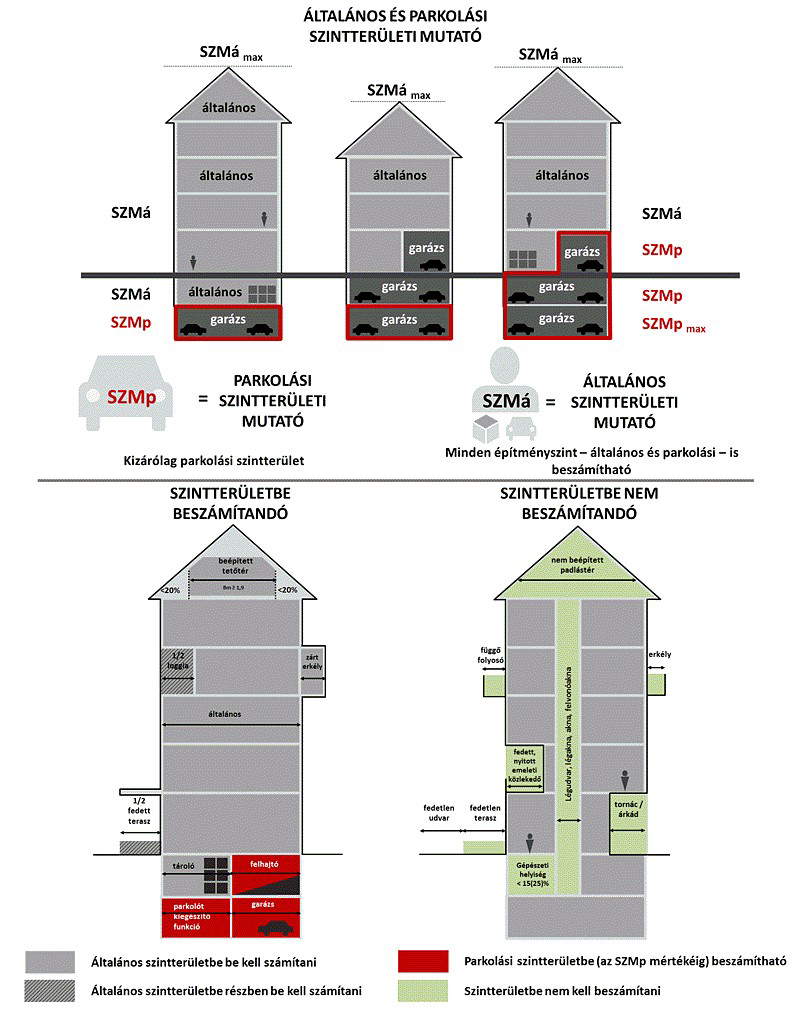 ÁLTALÁNOS ÉS PARKOLÁSI
SZINTTERÜLETI MUTATÓ
SZMá max
SZMá max
SZMá max
általános
általános
általános
általános
SZMá
SZMá
garázs
garázs
SZMp
SZMá
általános
garázs
garázs
SZMp
SZMp
garázs
garázs
garázs
SZMp max
SZMp
=
PARKOLÁSI
SZINTTERÜLETI
MUTATÓ
Kizárólag parkolási szintterület
SZMá
=
ÁLTALÁNOS
SZINTTERÜLETI
MUTATÓ
Minden építményszint – általános és parkolási – is
beszámítható
SZINTTERÜLETBE
BESZÁMÍTANDÓ
beépített
tetőtér
<20%
Bm ≥ 1,9
<20%
1/2
loggia
zárt
erkély
általános
1/2
fedett
terasz
tároló
felhajtó
parkolót
kiegészítő
funkció
garázs
SZINTTERÜLETBE NEM
BESZÁMÍTANDÓ
nem beépített
padlástér
függő
folyosó
erkély
Légudvar, légakna, akna, felvonóakna
fedett,
nyitott
emeleti
közlekedő
fedetlen
udvar
fedetlen
terasz
tornác /
árkád
Gépészeti
helyiség
< 15(25)%
Általános szintterületbe be kell számítani
Parkolási szintterületbe (az SZMp mértékéig) beszámítható
Általános szintterületbe részben be kell számítani
Szintterületbe nem kell beszámítani